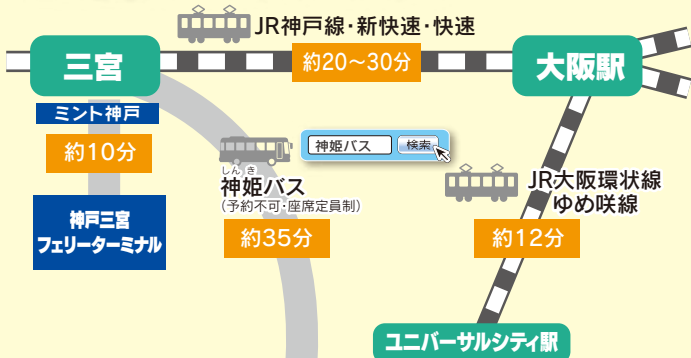 JR神戸線・新快速・快速
三宮
約20〜30分
大阪駅
ミント神戸
約10分
神姫バス
検索
しんき
神姫バス
(予約不可・座席定員制)
JR大阪環状線
ゆめ咲線
神戸三宮
フェリーターミナル
約35分
約12分
ユニバーサルシティ駅